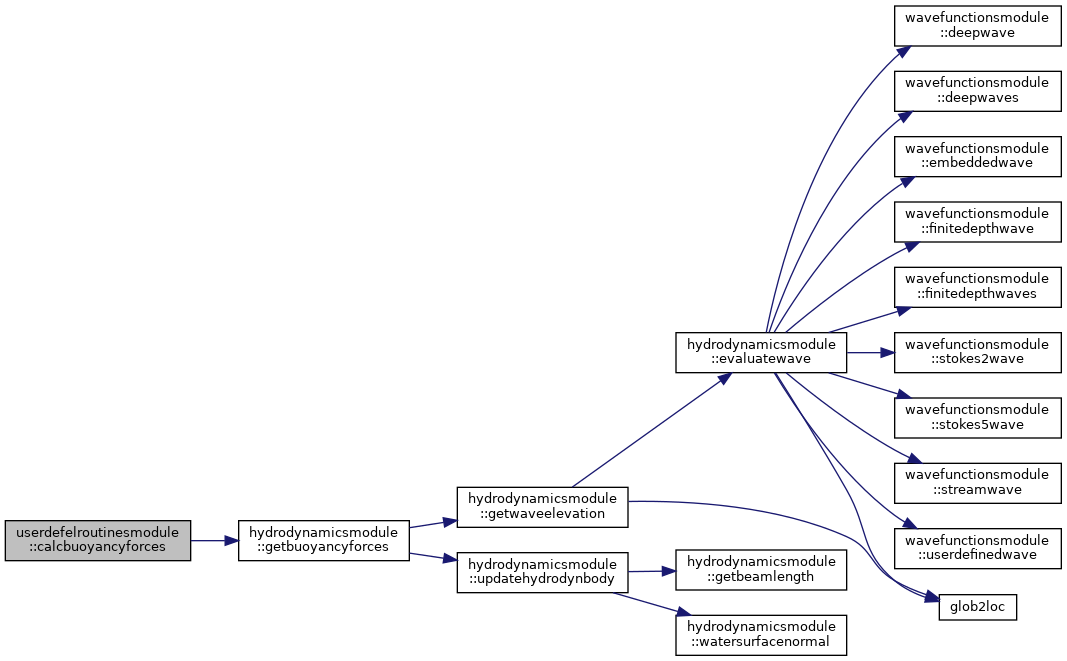 wavefunctionsmodule
::deepwave
wavefunctionsmodule
::deepwaves
wavefunctionsmodule
::embeddedwave
wavefunctionsmodule
::finitedepthwave
wavefunctionsmodule
::finitedepthwaves
hydrodynamicsmodule
::evaluatewave
wavefunctionsmodule
::stokes2wave
wavefunctionsmodule
::stokes5wave
wavefunctionsmodule
::streamwave
hydrodynamicsmodule
::getwaveelevation
userdefelroutinesmodule
::calcbuoyancyforces
hydrodynamicsmodule
::getbuoyancyforces
wavefunctionsmodule
::userdefinedwave
hydrodynamicsmodule
::updatehydrodynbody
hydrodynamicsmodule
::getbeamlength
glob2loc
hydrodynamicsmodule
::watersurfacenormal